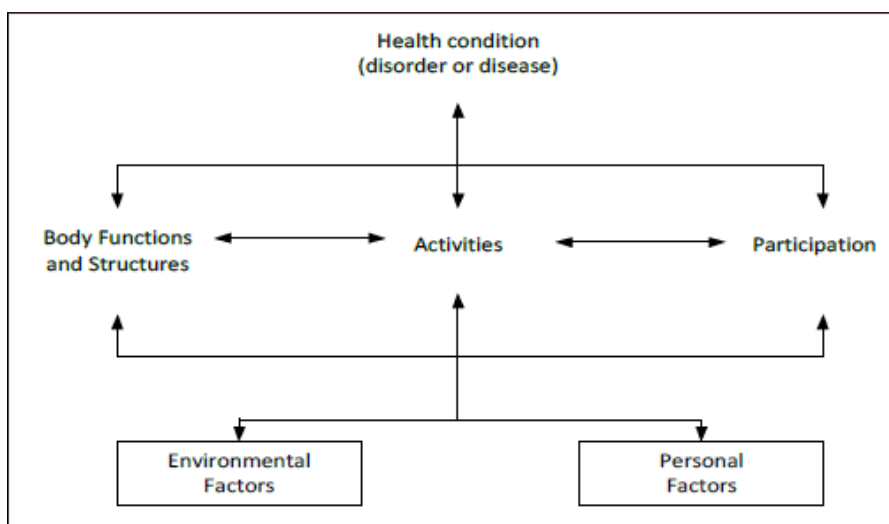 Health condition
(disorder or disease)
Body Functions
and Structures
Activities
Participation
Environmental
Factors
Personal
Factors